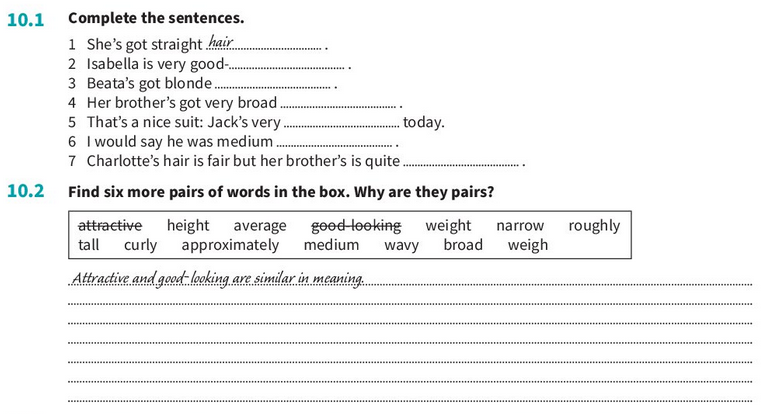 10.1 Complete the sentences.
1 She's got straight hair .
2 Isabella is very good- .
3 Beata's got blonde .
4 Her brother's got very broad .
5 That's a nice suit: Jack's very today.
6 I would say he was medium .
7 Charlotte's hair is fair but her brother's is quite .
10.2 Find six more pairs of words in the box. Why are they pairs?
attractive height average good-looking weight narrow roughly
tall curly approximately medium wavy broad weigh
Attractive and good-looking are similar in meaning.